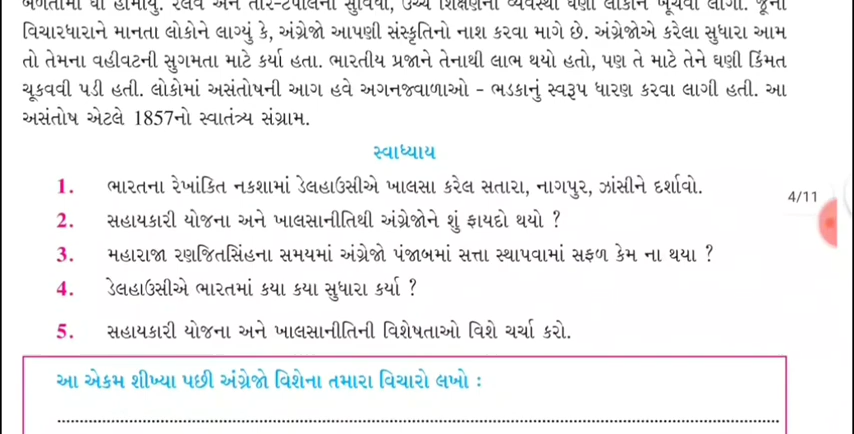 વિચારધારાને માનતા લોકોને લાગ્યું કે, અંગ્રેજો આપણી સંસ્કૃતિનો નાશ કરવા માગે છે. અંગ્રેજોએ કરેલા સુધારા આમ
તો તેમના વહીવટની સુગમતા માટે કર્યા હતા. ભારતીય પ્રજાને તેનાથી લાભ થયો હતો, પણ તે માટે તેને ઘણી કિંમત
ચૂકવવી પડી હતી. લોકોમાં અસંતોષની આગ હવે અગનજ્વાળાઓ - ભડકાનું સ્વરૂપ ધારણ કરવા લાગી હતી. આ
અસંતોષ એટલે 1857નો સ્વાતંત્ર્ય સંગ્રામ.
સ્વાધ્યાય
1. ભારતના રેખાંકિત નકશામાં ડેલહાઉસીએ ખાલસા કરેલ સતારા, નાગપુર, ઝાંસીને દર્શાવો.
4/11
2. સહાયકારી યોજના અને ખાલસાનીતિથી અંગ્રેજોને શું ફાયદો થયો ?
3. મહારાજા રણજિતસિંહના સમયમાં અંગ્રેજો પંજાબમાં સત્તા સ્થાપવામાં સફળ કેમ ના થયા ?
4. ડેલહાઉસીએ ભારતમાં કયા કયા સુધારા કર્યા ?
5. સહાયકારી યોજના અને ખાલસાનીતિની વિશેષતાઓ વિશે ચર્ચા કરો.
આ એકમ શીખ્યા પછી અંગ્રેજો વિશેના તમારા વિચારો લખો :